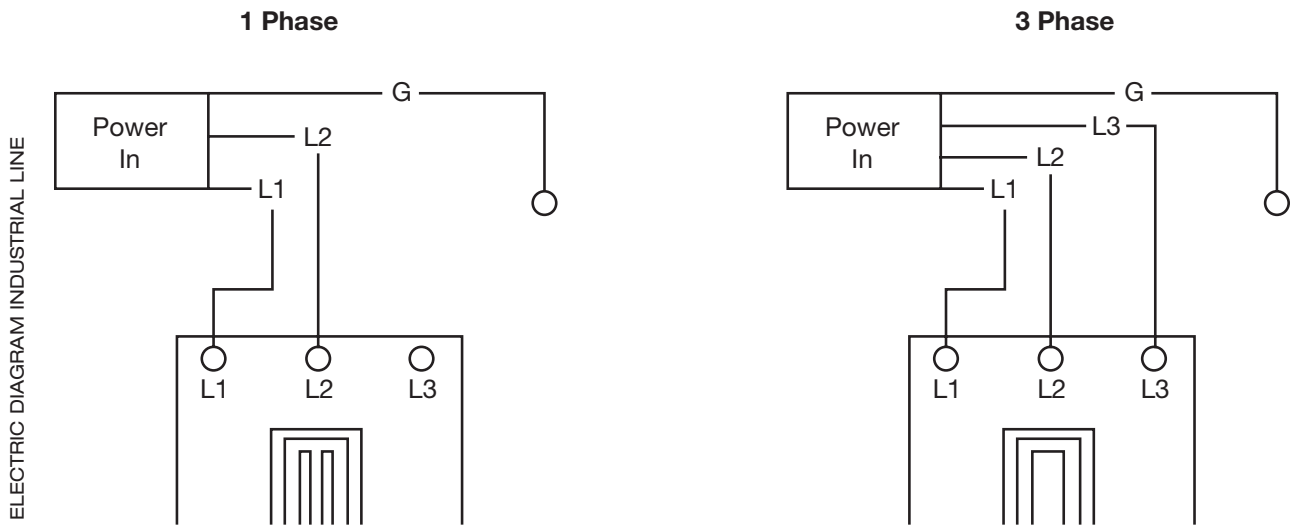 1 Phase
Power
In
G
L2
L1
L1
L2
L3
3 Phase
Power
In
G
L3
L2
L1
L1
L2
L3
ELECTRIC DIAGRAM INDUSTRIAL LINE